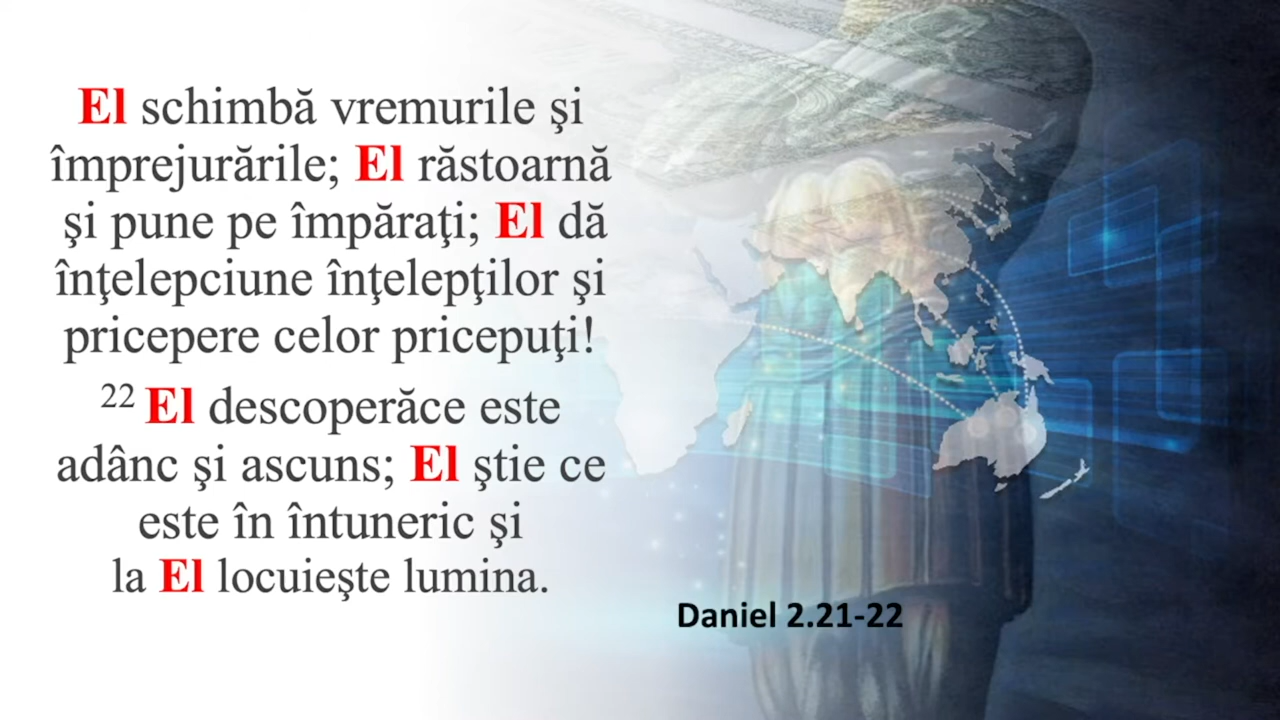 El schimbă vremurile şi
împrejurările; El răstoarnă
şi pune pe împăraţi; El dă
înţelepciune înţelepţilor şi
pricepere celor pricepuţi!
22 El descoperăce este
adânc şi ascuns; El ştie ce
este în întuneric şi
la El locuieşte lumina.
Daniel 2.21-22